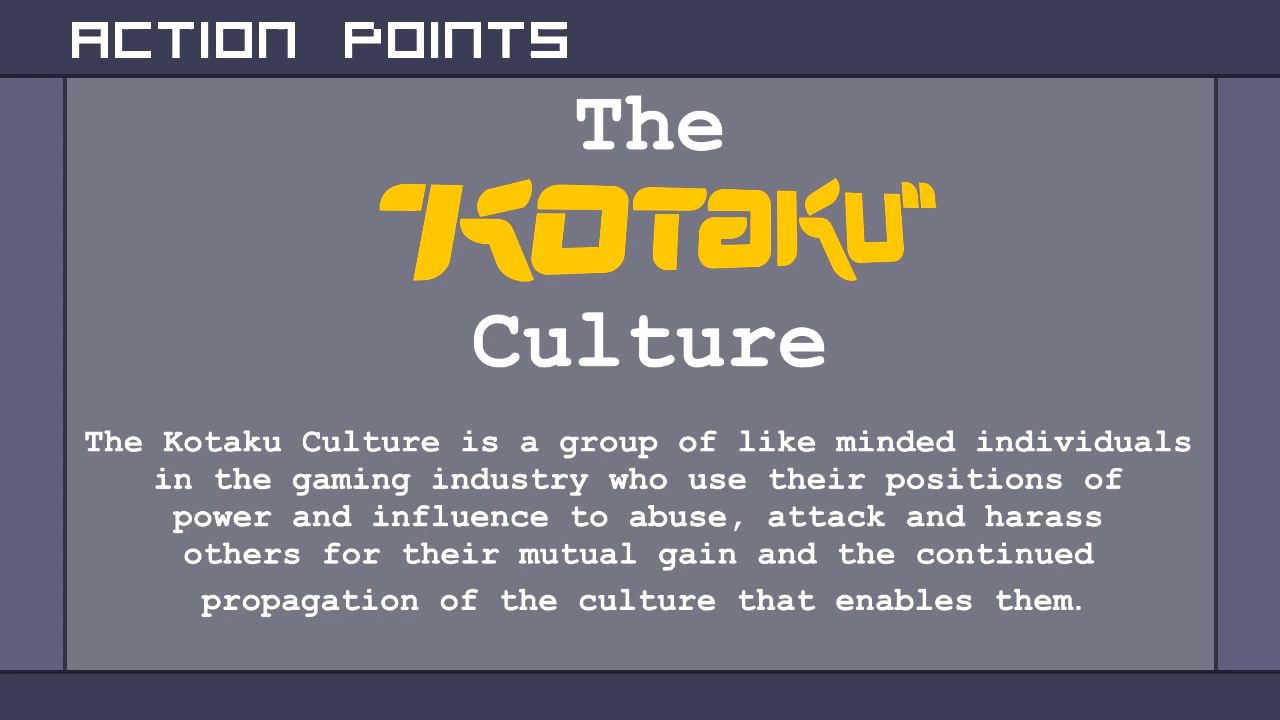 ACTION POINTS
The
KOTAKU
Culture
The Kotaku Culture is a group of like minded individuals
in the gaming industry who use their positions of
power and influence to abuse, attack and harass
others for their mutual gain and the continued
propagation of the culture that enables them.